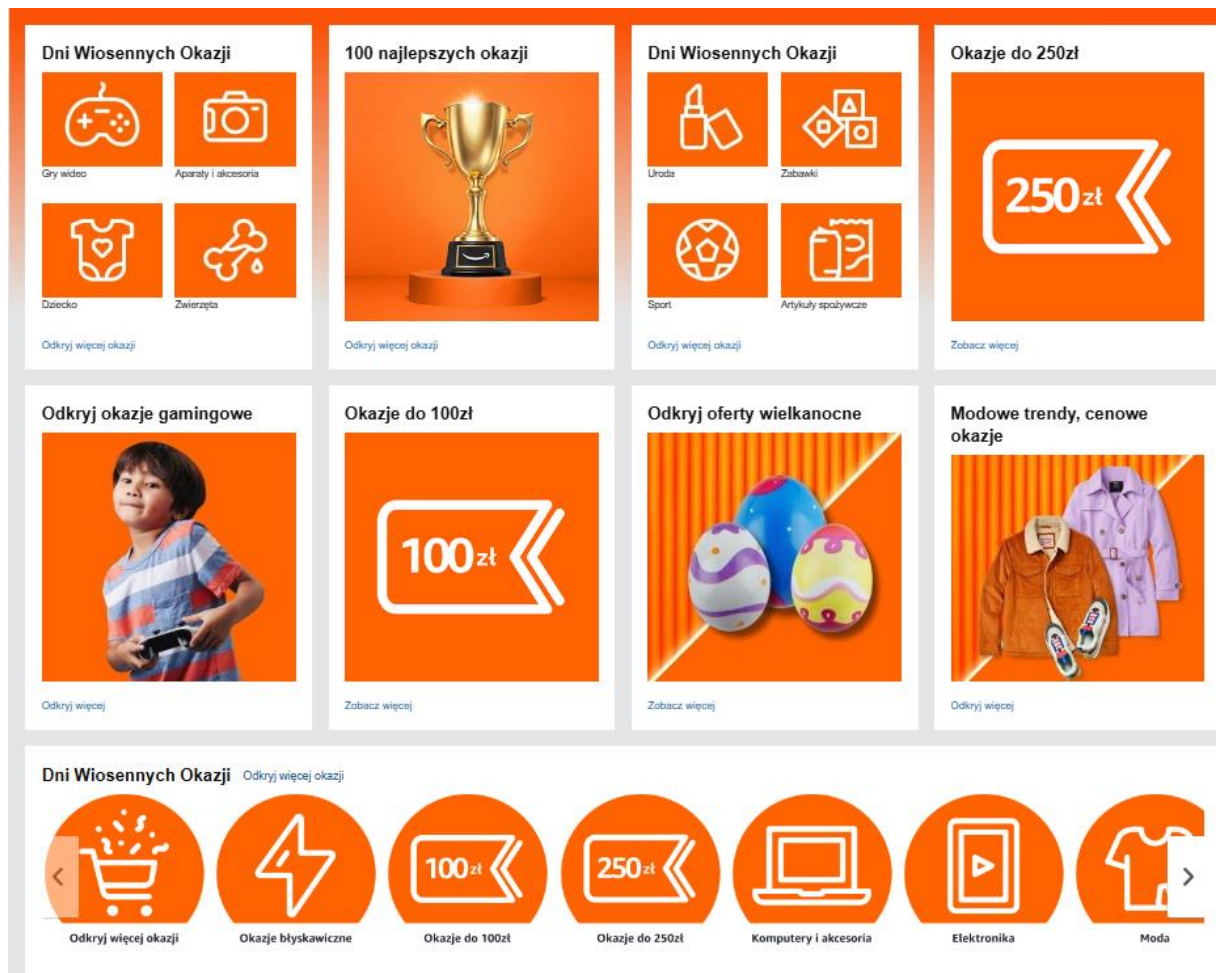 Dni Wiosennych Okazji
Gry wideo
Aparaty i akcesoria
Dziecko
Zwierzęta
Odkryj więcej okazji
100 najlepszych okazji
Odkryj więcej okazji
Dni Wiosennych Okazji
Uroda
Zabawki
Sport
Artykuły spożywcze
Odkryj więcej okazji
Okazje do 250zł
250zł
Zobacz więcej
Odkryj okazje gamingowe
Odkryj więcej
Okazje do 100zł
100zł
Zobacz więcej
Odkryj oferty wielkanocne
Zobacz więcej
Modowe trendy, cenowe
okazje
Odkryj więcej
Dni Wiosennych Okazji Odkryj więcej okazji
100zł
250zł
Odkryj więcej okazji
Okazje błyskawiczne
Okazje do 100zł
Okazje do 250zł
Komputery i akcesoria
Elektronika
Moda